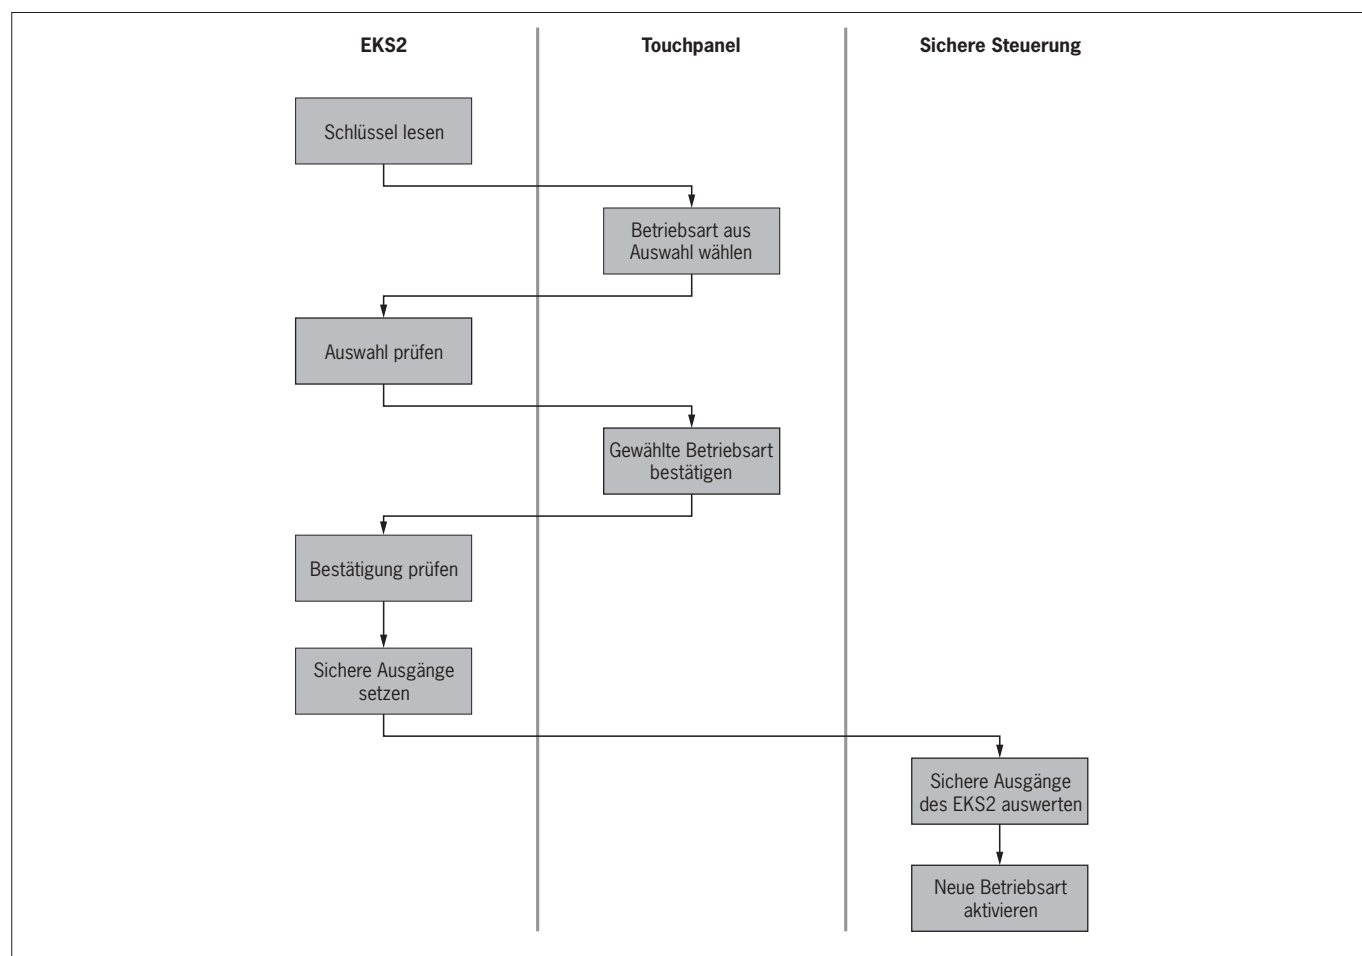 EKS2
Touchpanel
Sichere Steuerung
Schlüssel lesen
Betriebsart aus
Auswahl wählen
Auswahl prüfen
Gewählte Betriebsart
bestätigen
Bestätigung prüfen
Sichere Ausgänge
setzen
Sichere Ausgänge
des EKS2 auswerten
Neue Betriebsart
aktivieren